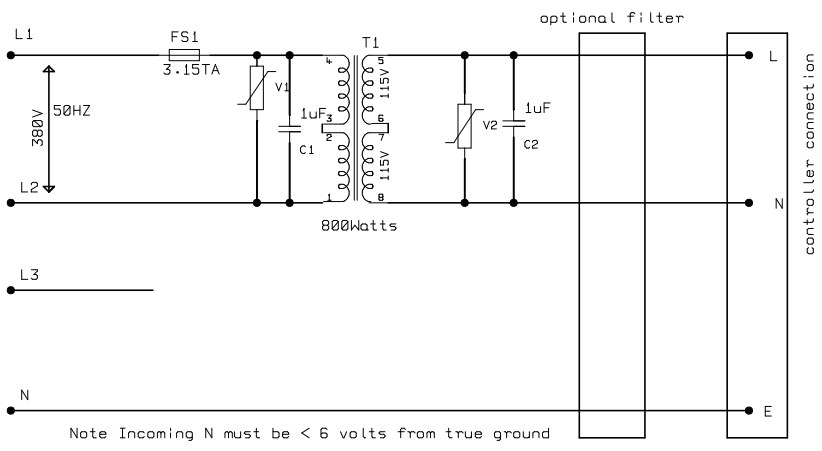 optional filter
L1
FS1
3.15TA
T1
4
5
L
50HZ
380V
V1
1uF
3
2
C1
115V
6
7
115V
V2
1uF
C2
controller connection
L2
1
8
N
800Watts
L3
N
E
Note Incoming N must be < 6 volts from true ground